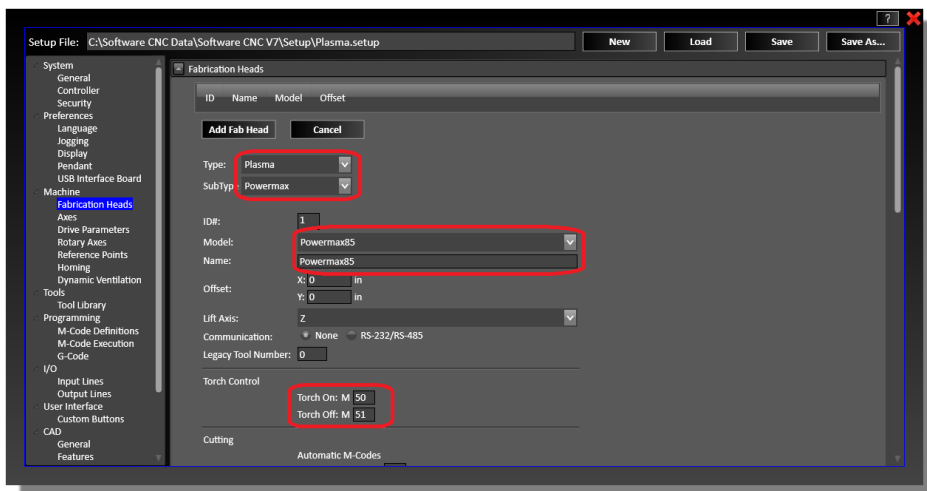 ?
Setup File: C:\Software CNC Data\Software CNC V7\Setup\Plasma.setup New Load Save Save As...
System
General
Controller
Security
Preferences
Language
Jogging
Display
Pendant
USB Interface Board
Machine
Fabrication Heads
Axes
Drive Parameters
Rotary Axes
Reference Points
Homing
Dynamic Ventilation
Tools
Tool Library
Programming
M-Code Definitions
M-Code Execution
G-Code
I/O
Input Lines
Output Lines
User Interface
Custom Buttons
CAD
General
Features
Fabrication Heads
ID Name Model Offset
Add Fab Head Cancel
Type: Plasma
SubType Powermax
ID#: 1
Model: Powermax85
Name: Powermax85
Offset:
X: 0 in
Y: 0 in
Lift Axis: Z
Communication: None RS-232/RS-485
Legacy Tool Number: 0
Torch Control
Torch On: M 50
Torch Off: M 51
Cutting
Automatic M-Codes